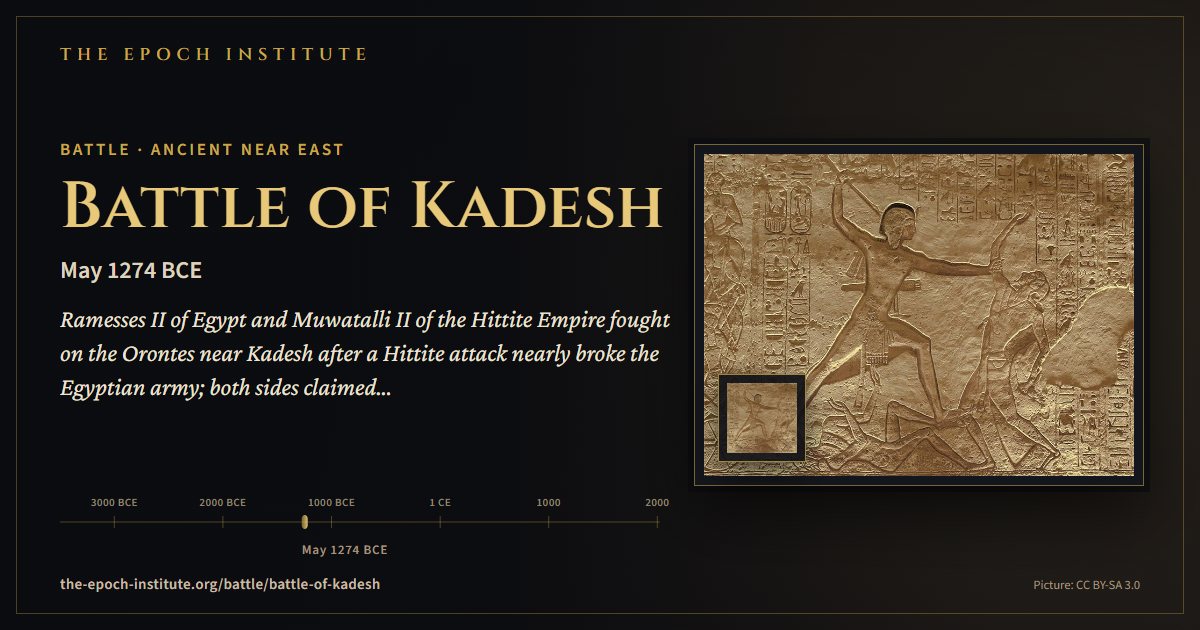 THE EPOCH INSTITUTE
BATTLE · ANCIENT NEAR EAST
BATTLE OF KADESH
May 1274 BCE
Ramesses II of Egypt and Muwatalli II of the Hittite Empire fought
on the Orontes near Kadesh after a Hittite attack nearly broke the
Egyptian army; both sides claimed...
3000 BCE 2000 BCE 1000 BCE 1 CE 1000 2000
May 1274 BCE
the-epoch-institute.org/battle/battle-of-kadesh
Picture: CC BY-SA 3.0